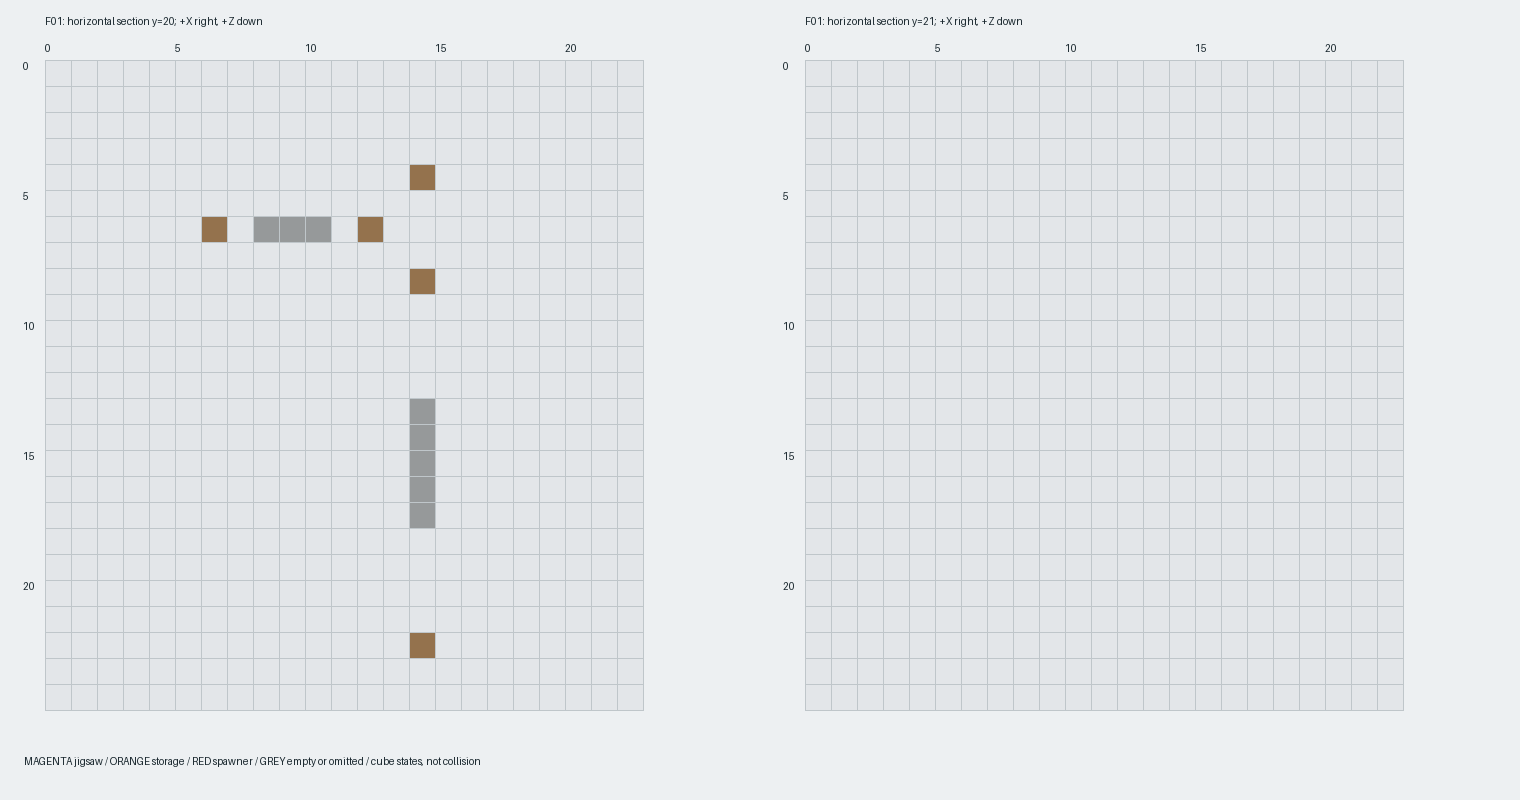 F01: horizontal section y=20; +X right, +Z down
0 5 10 15 20
0
5
10
15
20
F01: horizontal section y=21; +X right, +Z down
0 5 10 15 20
0
5
10
15
20
MAGENTA jigsaw / ORANGE storage / RED spawner / GREY empty or omitted / cube states, not collision